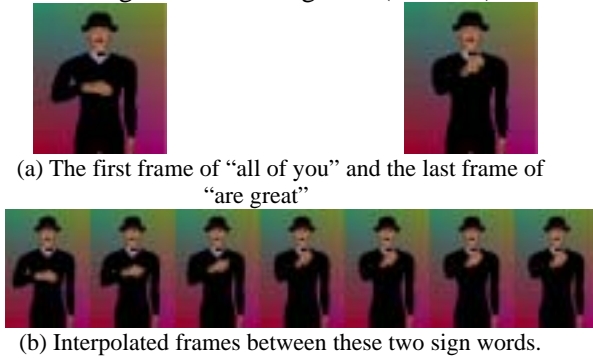 (a) The first frame of “all of you” and the last frame of
“are great”
(b) Interpolated frames between these two sign words.